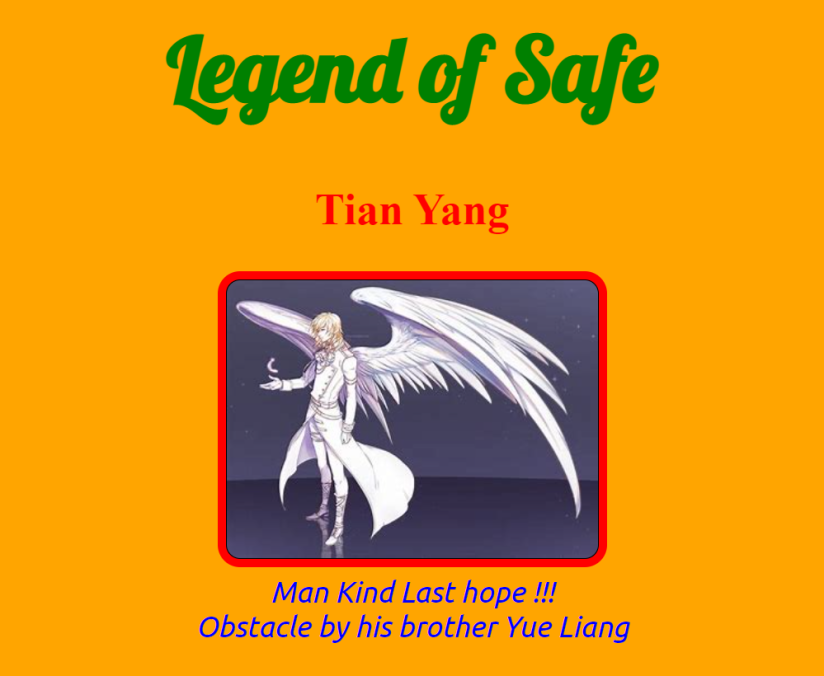 Legend of Safe
Tian Yang
Man Kind Last hope !!!
Obstacle by his brother Yue Liang